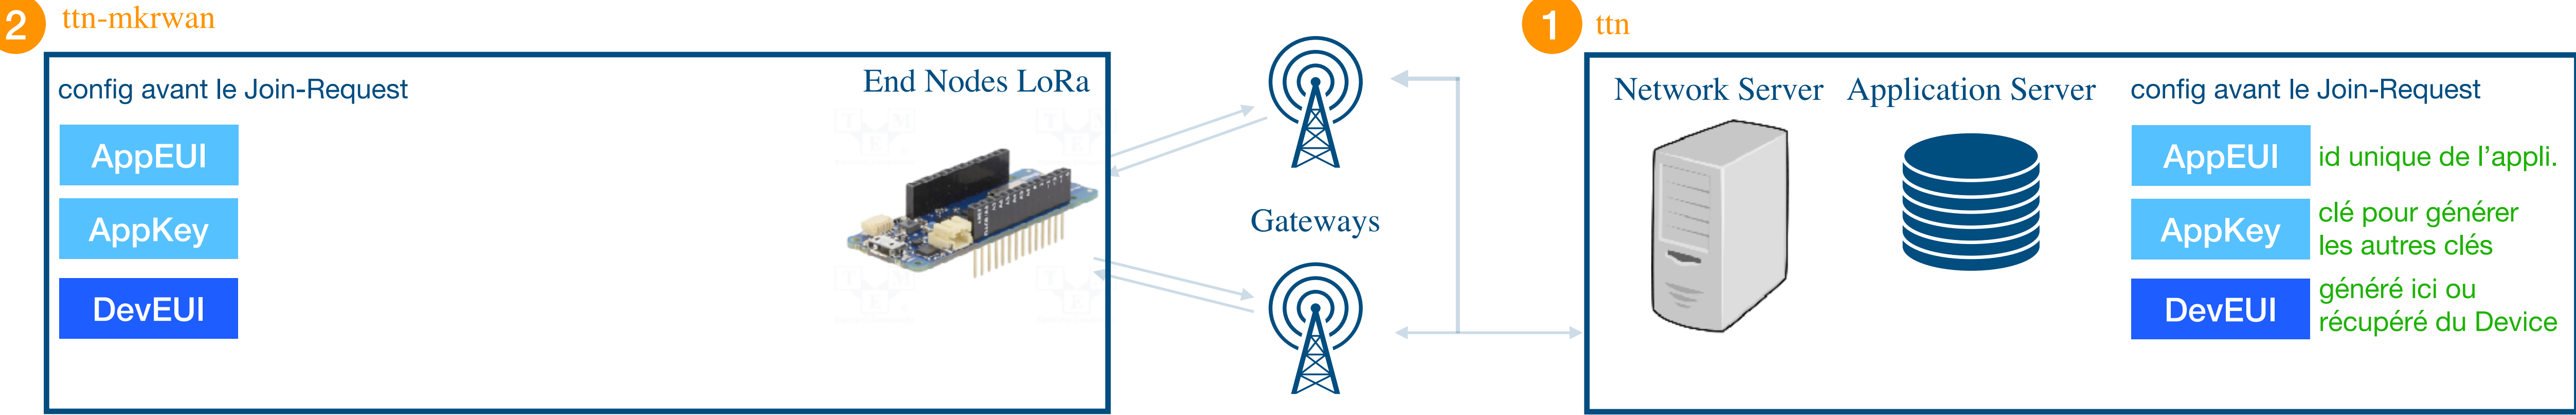 2
ttn-mkrwan
config avant le Join-Request
AppEUI
AppKey
DevEUI
End Nodes LoRa
Gateways
1
ttn
Network Server
Application Server
config avant le Join-Request
AppEUI
id unique de l'appli.
AppKey
clé pour générer
les autres clés
DevEUI
généré ici ou
récupéré du Device